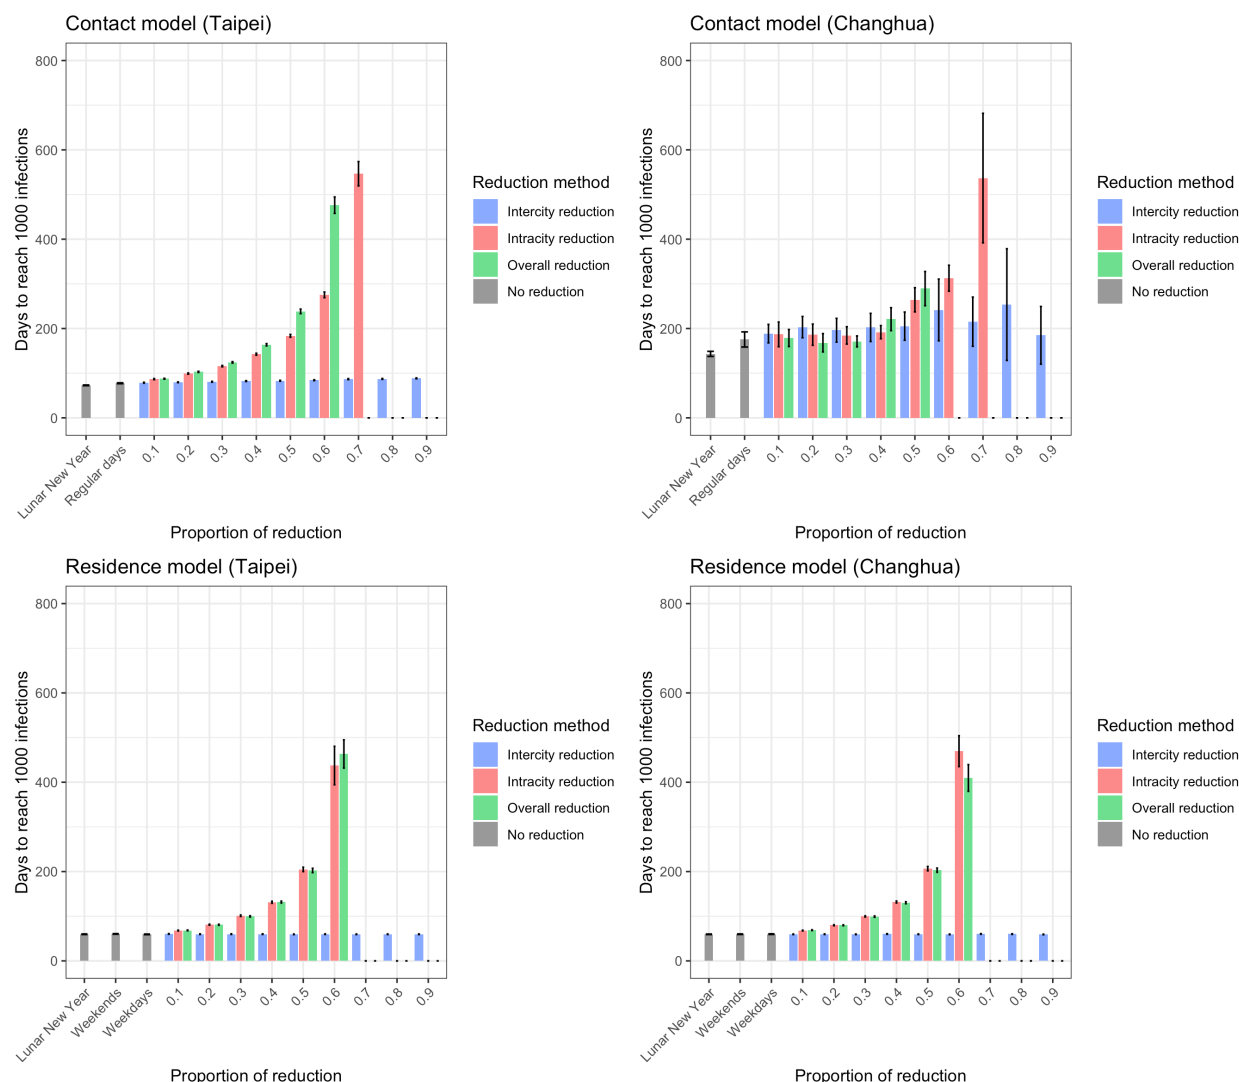 Contact model (Taipei)
Days to reach 1000 infections
800
600
400
200
0
Lunar New Year
Regular days
0.1
0.2
0.3
0.4
0.5
0.6
0.7
0.8
0.9
Proportion of reduction
Reduction method
Intercity reduction
Intracity reduction
Overall reduction
No reduction
Contact model (Changhua)
Days to reach 1000 infections
800
600
400
200
0
Lunar New Year
Regular days
0.1
0.2
0.3
0.4
0.5
0.6
0.7
0.8
0.9
Proportion of reduction
Reduction method
Intercity reduction
Intracity reduction
Overall reduction
No reduction
Residence model (Taipei)
Days to reach 1000 infections
800
600
400
200
0
Lunar New Year
Weekends
Weekdays
0.1
0.2
0.3
0.4
0.5
0.6
0.7
0.8
0.9
Proportion of reduction
Reduction method
Intercity reduction
Intracity reduction
Overall reduction
No reduction
Residence model (Changhua)
Days to reach 1000 infections
800
600
400
200
0
Lunar New Year
Weekends
Weekdays
0.1
0.2
0.3
0.4
0.5
0.6
0.7
0.8
0.9
Proportion of reduction
Reduction method
Intercity reduction
Intracity reduction
Overall reduction
No reduction